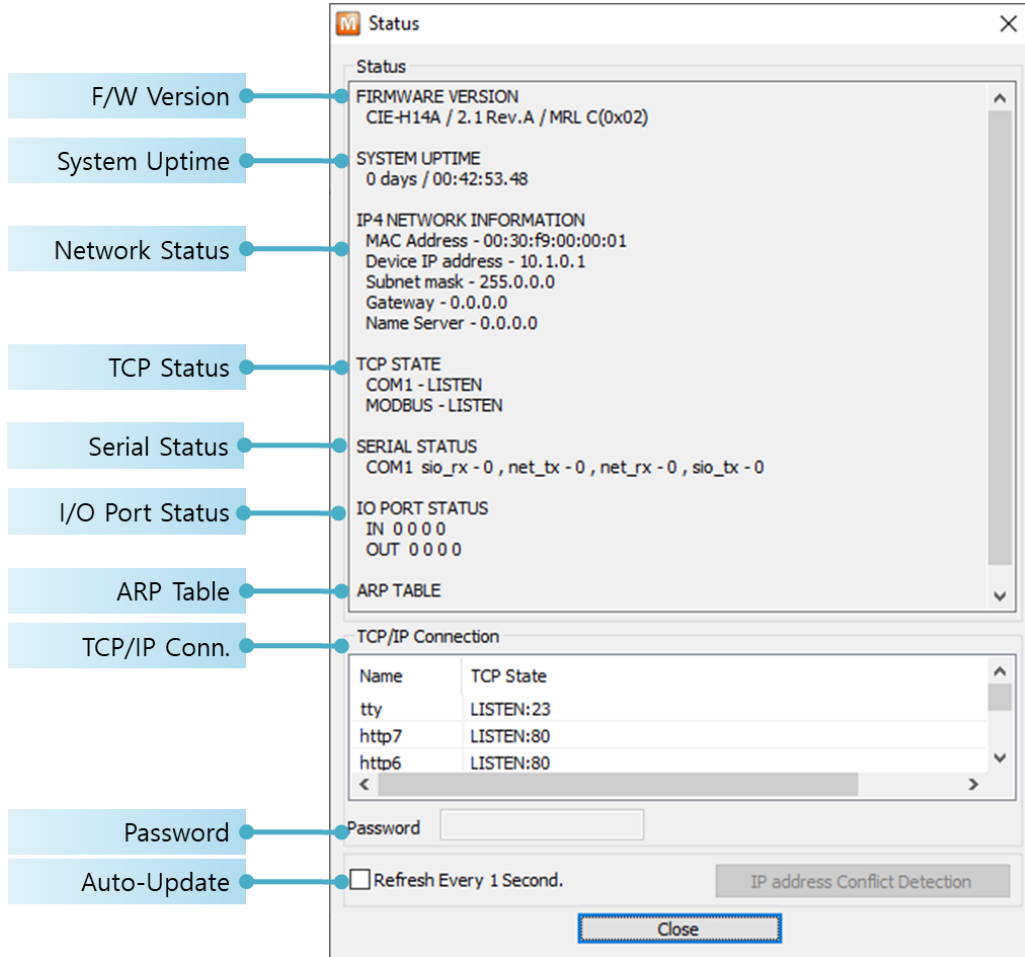 M Status
Status
F/W Version
FIRMWARE VERSION
CIE-H14A / 2.1 Rev.A / MRL C(0x02)
System Uptime
SYSTEM UPTIME
0 days / 00:42:53.48
Network Status
IP4 NETWORK INFORMATION
MAC Address - 00:30:f9:00:00:01
Device IP address - 10.1.0.1
Subnet mask - 255.0.0.0
Gateway - 0.0.0.0
Name Server - 0.0.0.0
TCP Status
TCP STATE
COM1 - LISTEN
MODBUS - LISTEN
Serial Status
SERIAL STATUS
COM1 sio_rx - 0 , net_tx - 0 , net_rx - 0 , sio_tx - 0
I/O Port Status
IO PORT STATUS
IN 0 0 0 0
OUT 0 0 0 0
ARP Table
ARP TABLE
TCP/IP Conn.
TCP/IP Connection
Name TCP State
tty LISTEN:23
http7 LISTEN:80
http6 LISTEN:80
Password
Password
Auto-Update
Refresh Every 1 Second.
IP address Conflict Detection
Close